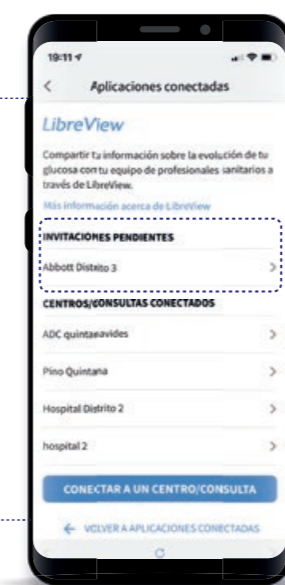 19:11
Aplicaciones conectadas
LibreView
Compartir tu información sobre la evolución de tu
glucosa con tu equipo de profesionales sanitarios a
través de LibreView.
Más información acerca de LibreView
INVITACIONES PENDIENTES
Abbott Distrito 3
CENTROS/CONSULTAS CONECTADOS
ADC quintanavides
Pino Quintana
Hospital Distrito 2
hospital 2
CONECTAR A UN CENTRO/CONSULTA
VOLVER A APLICACIONES CONECTADAS